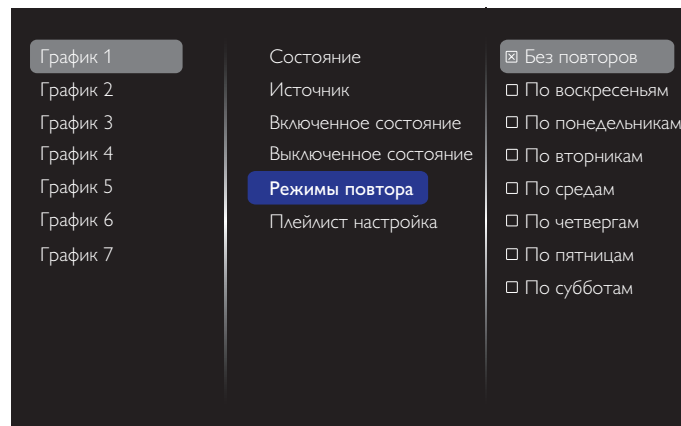 График 1
График 2
График 3
График 4
График 5
График 6
График 7
Состояние
Источник
Включенное состояние
Выключенное состояние
Режимы повтора
Плейлист настройка
Без повторов
По воскресеньям
По понедельникам
По вторникам
По средам
По четвергам
По пятницам
По субботам